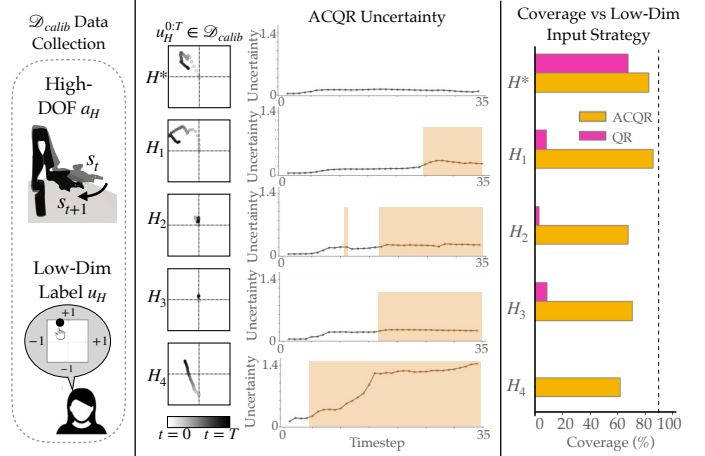 𝒟calib Data
Collection
High-
DOF aH
st
st+1
Low-Dim
Label uH
+1
−1
+1
−1
uH0:T ∈ 𝒟calib
H*
H1
H2
H3
H4
t = 0
t = T
ACQR Uncertainty
Uncertainty
1.4
0
35
Uncertainty
1.4
0
35
Uncertainty
1.4
0
35
Uncertainty
1.4
0
35
Uncertainty
1.4
0
35
Timestep
Coverage vs Low-Dim
Input Strategy
H*
H1
H2
H3
H4
ACQR
QR
0
20
40
60
80
100
Coverage (%)